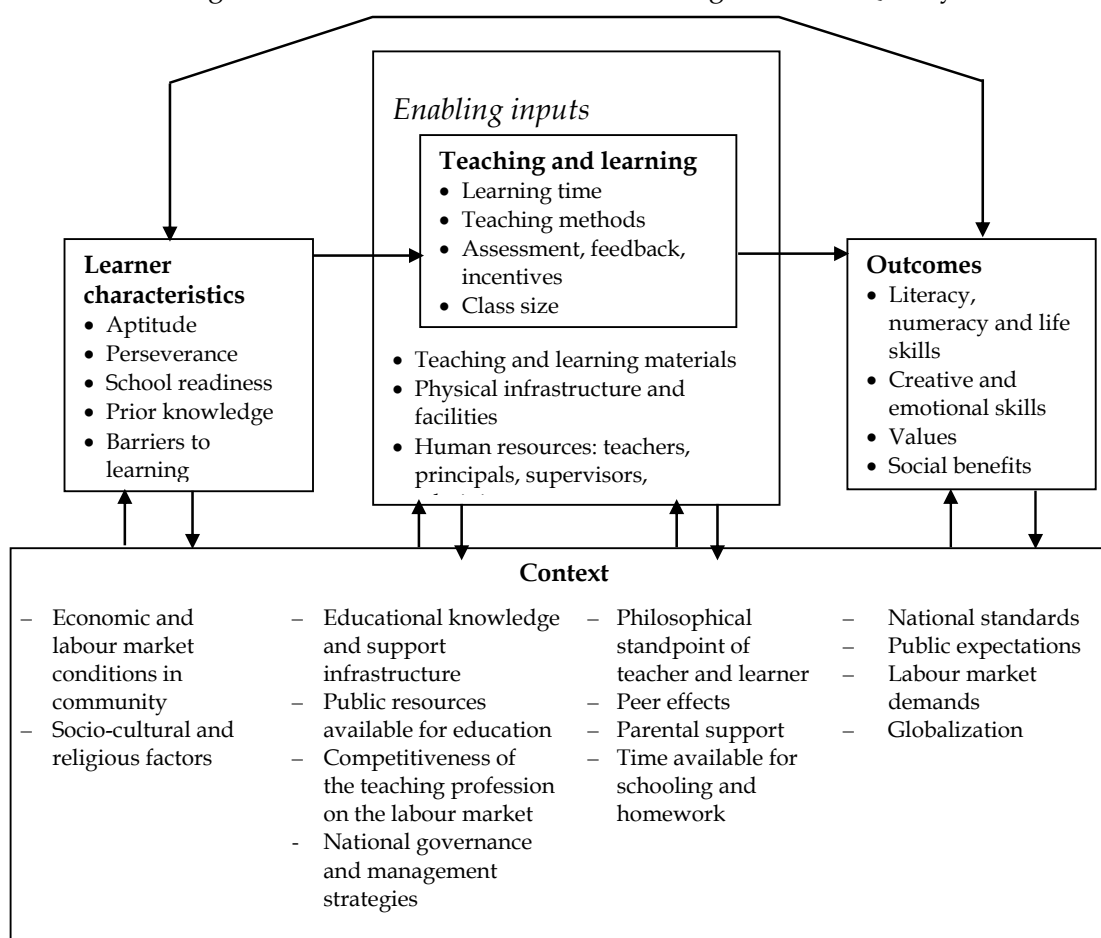 Enabling inputs
Teaching and learning
• Learning time
• Teaching methods
• Assessment, feedback,
incentives
• Class size
Learner
characteristics
• Aptitude
• Perseverance
• School readiness
• Prior knowledge
• Barriers to
learning
• Teaching and learning materials
• Physical infrastructure and
facilities
• Human resources: teachers,
principals, supervisors,
Outcomes
• Literacy,
numeracy and life
skills
• Creative and
emotional skills
• Values
• Social benefits
Context
– Economic and
labour market
conditions in
community
– Socio-cultural and
religious factors
– Educational knowledge
and support
infrastructure
– Public resources
available for education
– Competitiveness of
the teaching profession
on the labour market
- National governance
and management
strategies
– Philosophical
standpoint of
teacher and learner
– Peer effects
– Parental support
– Time available for
schooling and
homework
– National standards
– Public expectations
– Labour market
demands
– Globalization